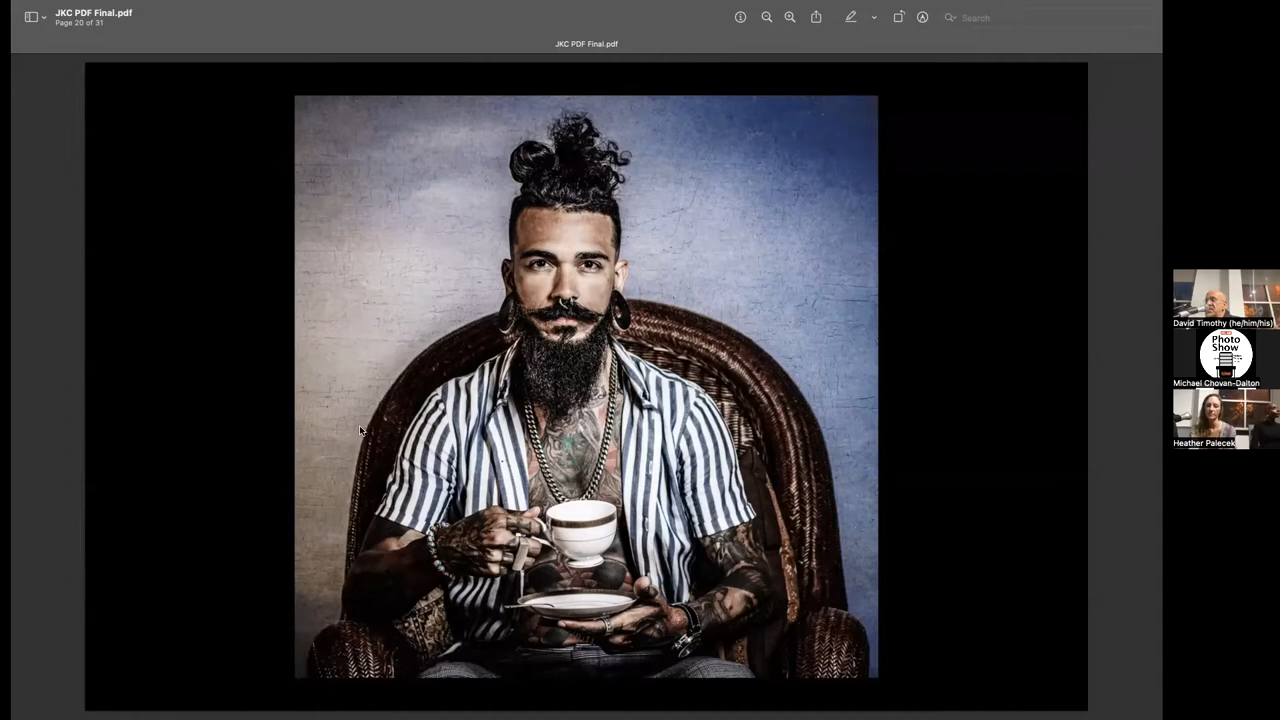 JKC PDF Final.pdf
Page 20 of 31
Search
JKC PDF Final.pdf
David Timothy (he/him/his)
Photo
Show
Michael Chovan-Dalton
Heather Palecek